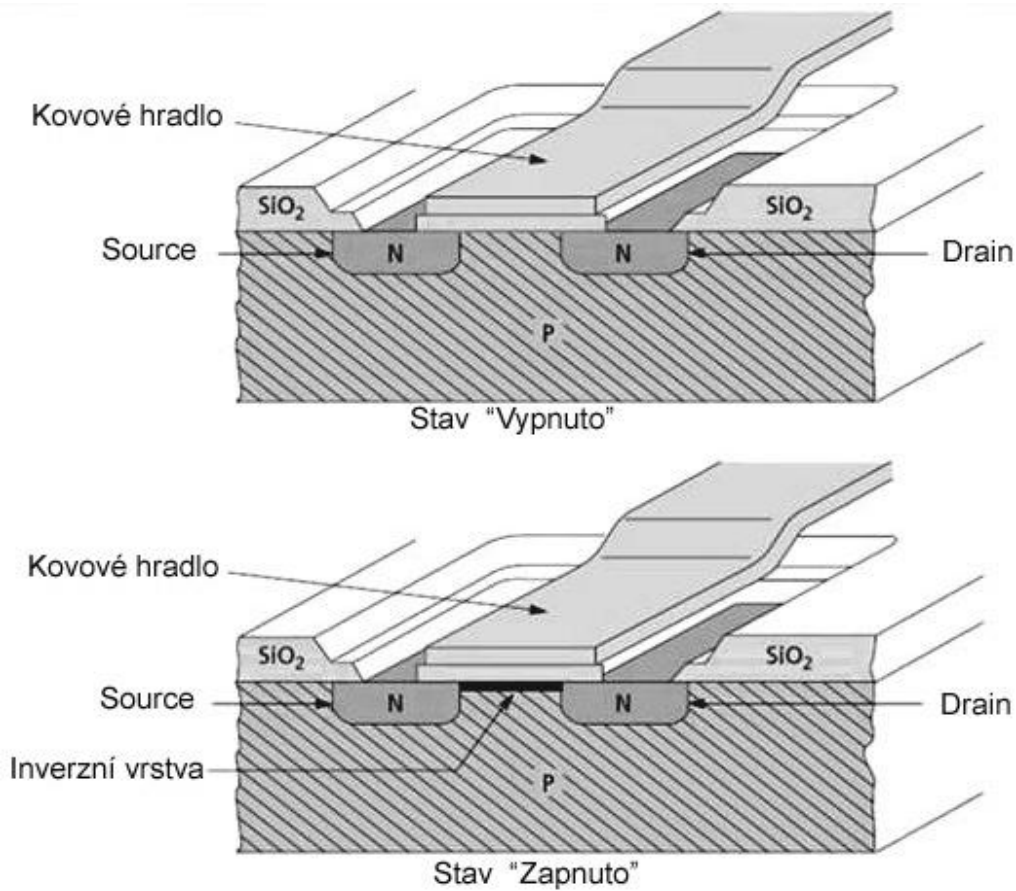 Kovové hradlo
SiO₂
SiO₂
Source
N
N
Drain
P
Stav "Vypnuto"
Kovové hradlo
SiO₂
SiO₂
Source
N
N
Drain
Inverzní vrstva
P
Stav "Zapnuto"